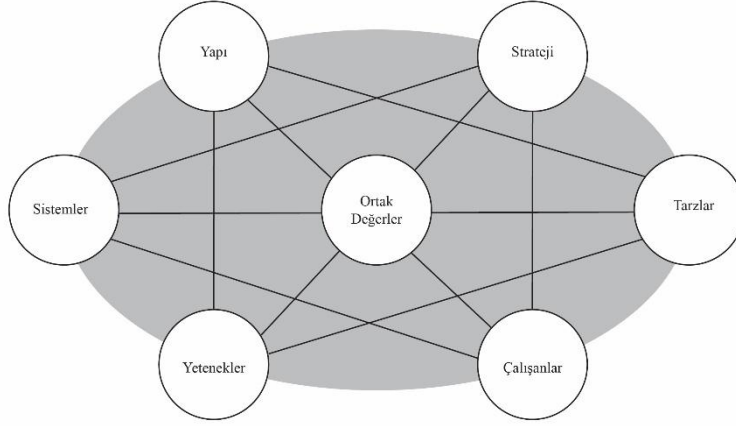 Yapı
Strateji
Sistemler
Ortak
Değerler
Tarzlar
Yetenekler
Çalışanlar